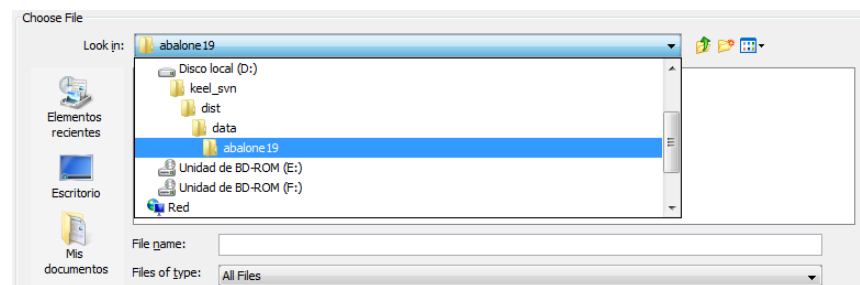 Choose File
Look in:
abalone19
Disco local (D:)
keel_svn
dist
data
abalone19
Unidad de BD-ROM (E:)
Unidad de BD-ROM (F:)
Red
Elementos
recientes
Escritorio
Mis
documentos
File name:
Files of type:
All Files